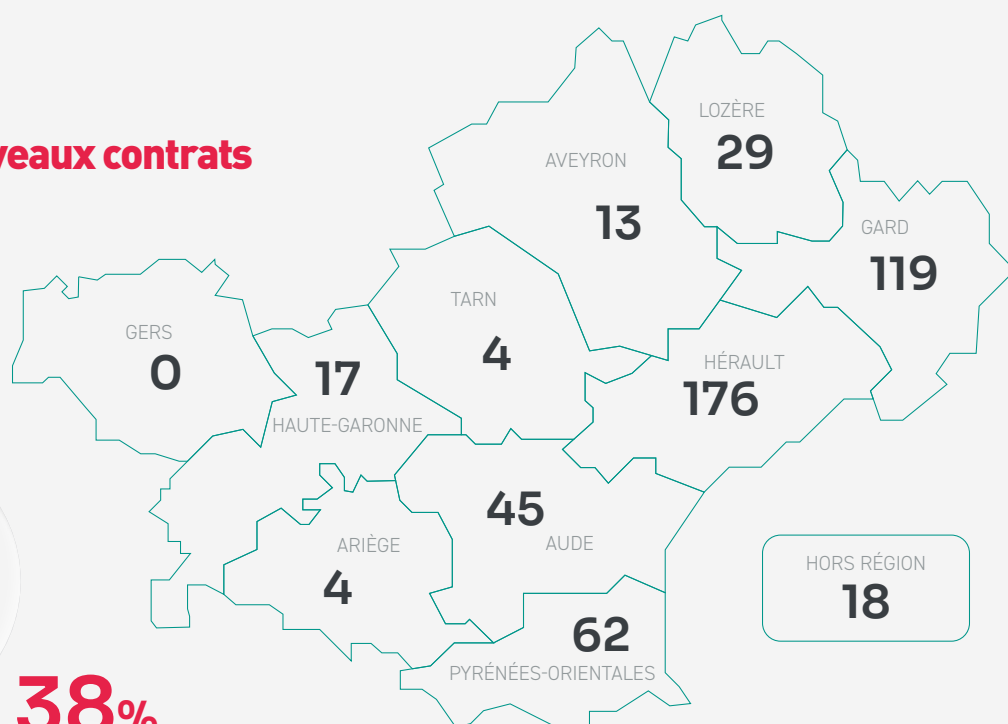 LOZÈRE
29
veaux contrats
AVEYRON
13
GARD
119
TARN
4
GERS
0
17
HAUTE-GARONNE
HÉRAULT
176
45
AUDE
ARIÈGE
4
HORS RÉGION
18
62
PYRÉNÉES-ORIENTALES
38%